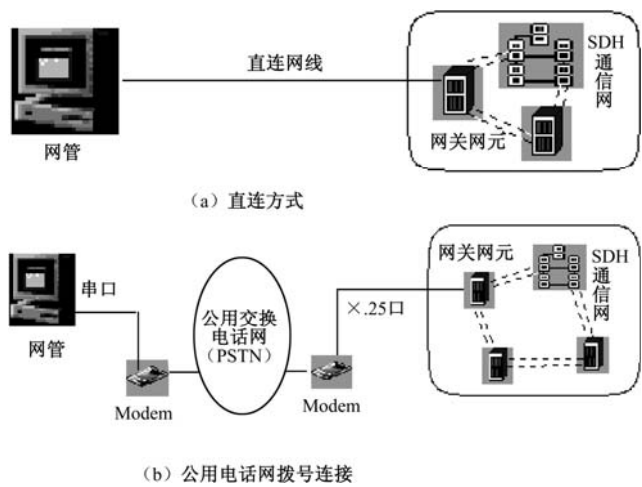 直连网线
SDH
通
信
网
网关网元
网管
(a) 直连方式
网关网元
SDH
通
信
网
串口
公用交换
电话网
(PSTN)
×.25口
网管
Modem
Modem
(b) 公用电话网拨号连接